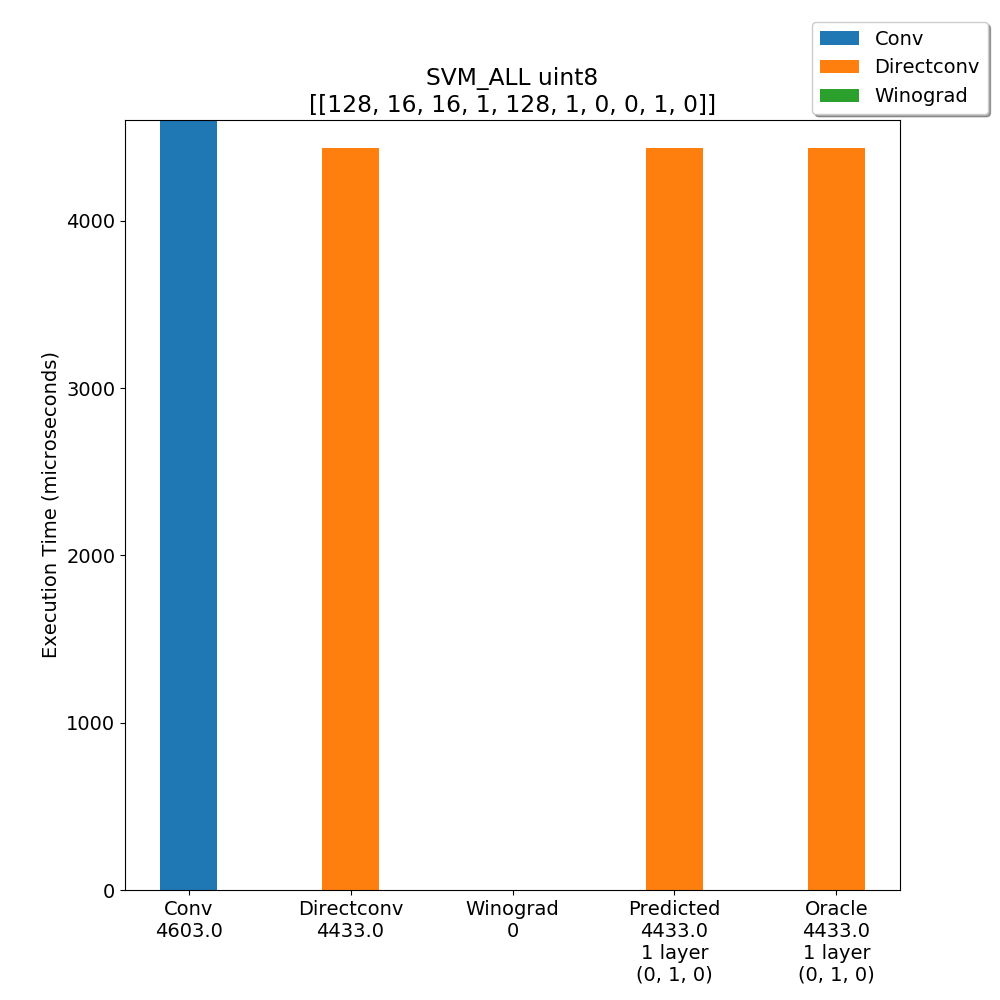 Conv
Directconv
Winograd
SVM_ALL uint8
[[128, 16, 16, 1, 128, 1, 0, 0, 1, 0]]
Execution Time (microseconds)
4000
3000
2000
1000
0
Conv
4603.0
Directconv
4433.0
Winograd
0
Predicted
4433.0
1 layer
(0, 1, 0)
Oracle
4433.0
1 layer
(0, 1, 0)